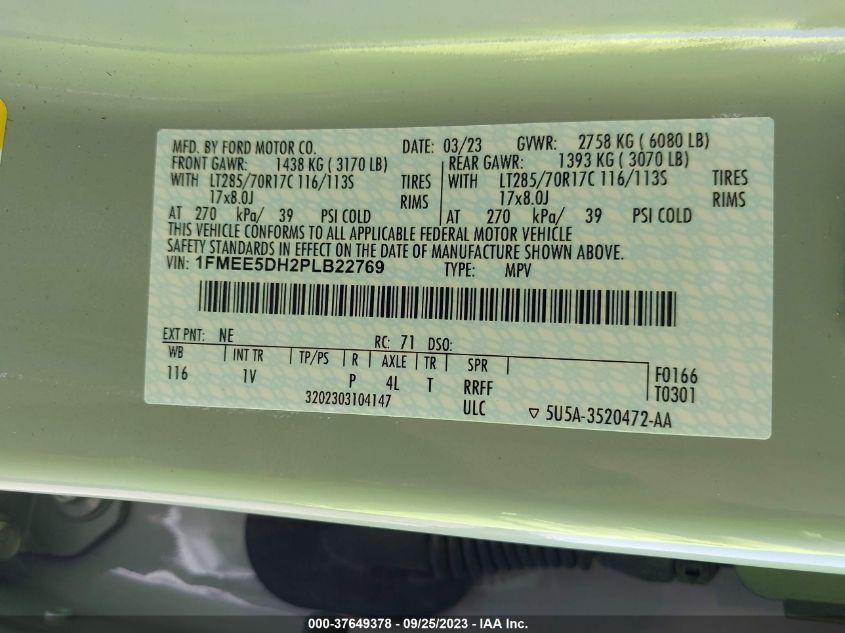 MFD. BY FORD MOTOR CO. DATE: 03/23 GVWR: 2758 KG ( 6080 LB)
FRONT GAWR: 1438 KG ( 3170 LB) REAR GAWR: 1393 KG ( 3070 LB)
WITH LT285/70R17C 116/113S TIRES WITH LT285/70R17C 116/113S TIRES
17x8.0J RIMS 17x8.0J RIMS
AT 270 kPa/ 39 PSI COLD AT 270 kPa/ 39 PSI COLD
THIS VEHICLE CONFORMS TO ALL APPLICABLE FEDERAL MOTOR VEHICLE
SAFETY STANDARDS IN EFFECT ON THE DATE OF MANUFACTURE SHOWN ABOVE.
VIN: 1FMEE5DH2PLB22769 TYPE: MPV
EXT PNT: NE RC: 71 DSO:
WB INT TR TP/PS R AXLE TR SPR
116 1V P 4L T RRFF F0166
3202303104147 ULC T0301
▽ 5U5A-3520472-AA
000-37649378 - 09/25/2023 - IAA Inc.